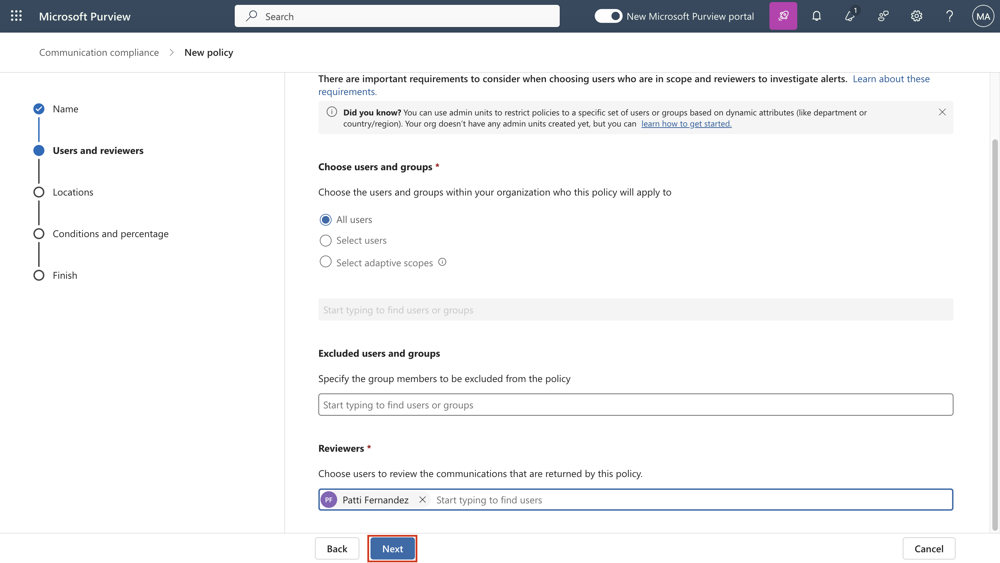 Microsoft Purview
Search
New Microsoft Purview portal
1
MA
Communication compliance
New policy
Name
Users and reviewers
Locations
Conditions and percentage
Finish
There are important requirements to consider when choosing users who are in scope and reviewers to investigate alerts. Learn about these
requirements.
Did you know? You can use admin units to restrict policies to a specific set of users or groups based on dynamic attributes (like department or
country/region). Your org doesn’t have any admin units created yet, but you can learn how to get started.
Choose users and groups *
Choose the users and groups within your organization who this policy will apply to
All users
Select users
Select adaptive scopes
Start typing to find users or groups
Excluded users and groups
Specify the group members to be excluded from the policy
Start typing to find users or groups
Reviewers *
Choose users to review the communications that are returned by this policy.
PF Patti Fernandez Start typing to find users
Back
Next
Cancel